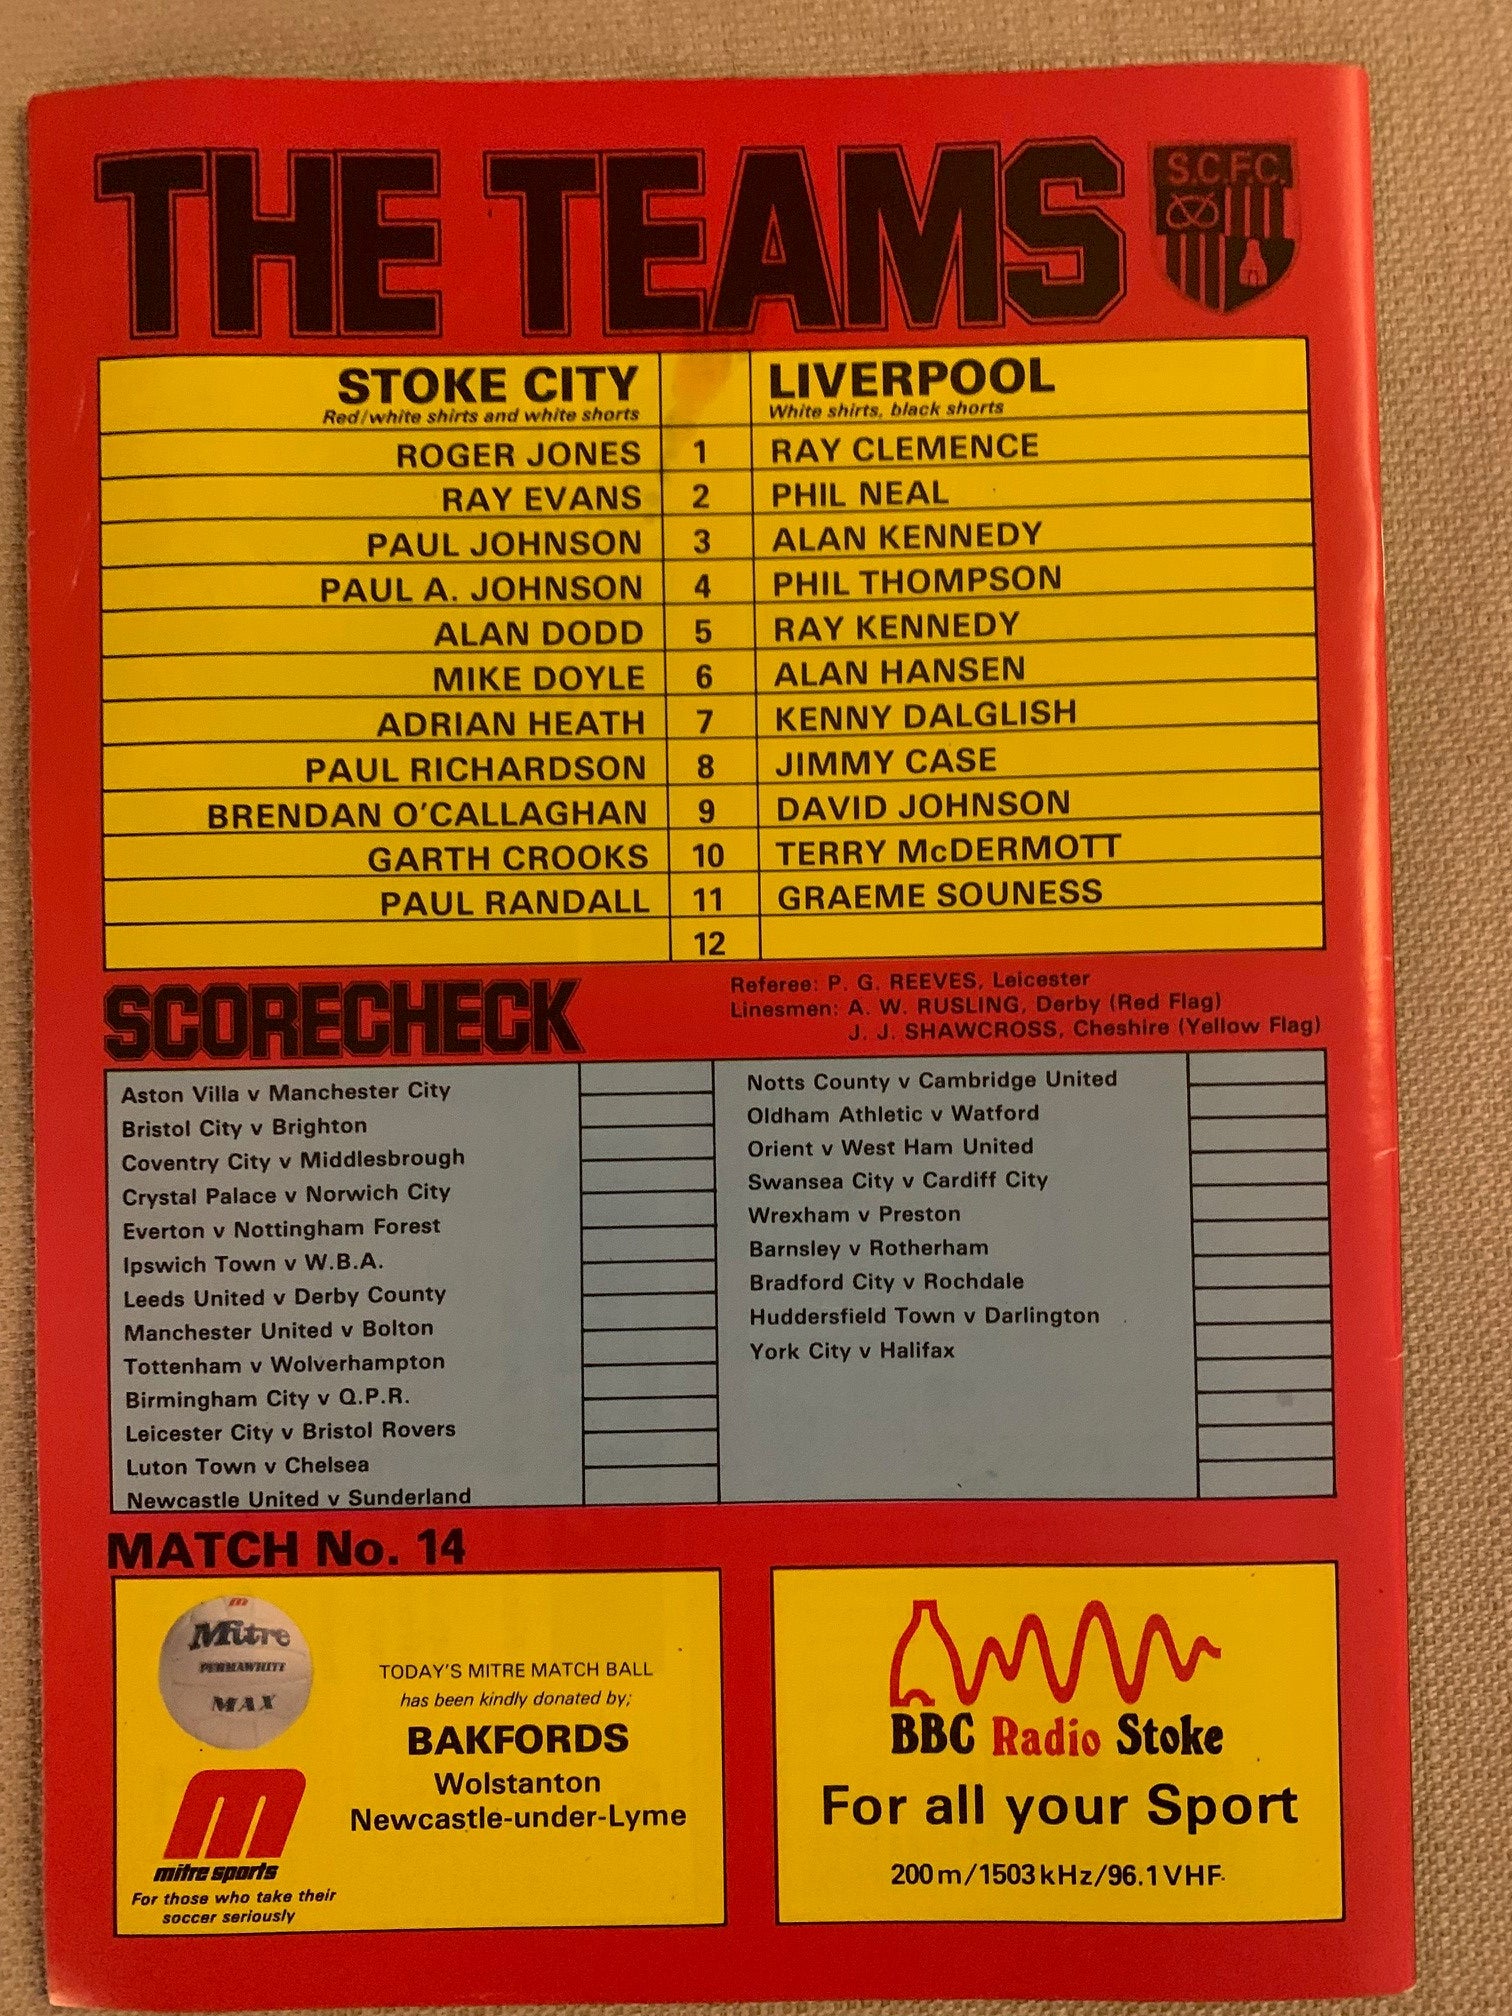 THE TEAMS
S.C.F.C.
STOKE CITY LIVERPOOL
Red/white shirts and white shorts White shirts, black shorts
ROGER JONES 1 RAY CLEMENCE
RAY EVANS 2 PHIL NEAL
PAUL JOHNSON 3 ALAN KENNEDY
PAUL A. JOHNSON 4 PHIL THOMPSON
ALAN DODD 5 RAY KENNEDY
MIKE DOYLE 6 ALAN HANSEN
ADRIAN HEATH 7 KENNY DALGLISH
PAUL RICHARDSON 8 JIMMY CASE
BRENDAN O'CALLAGHAN 9 DAVID JOHNSON
GARTH CROOKS 10 TERRY McDERMOTT
PAUL RANDALL 11 GRAEME SOUNESS
12
SCORECHECK
Referee: P. G. REEVES, Leicester
Linesmen: A. W. RUSLING, Derby (Red Flag)
J. J. SHAWCROSS, Cheshire (Yellow Flag)
Aston Villa v Manchester City
Bristol City v Brighton
Coventry City v Middlesbrough
Crystal Palace v Norwich City
Everton v Nottingham Forest
Ipswich Town v W.B.A.
Leeds United v Derby County
Manchester United v Bolton
Tottenham v Wolverhampton
Birmingham City v Q.P.R.
Leicester City v Bristol Rovers
Luton Town v Chelsea
Newcastle United v Sunderland
Notts County v Cambridge United
Oldham Athletic v Watford
Orient v West Ham United
Swansea City v Cardiff City
Wrexham v Preston
Barnsley v Rotherham
Bradford City v Rochdale
Huddersfield Town v Darlington
York City v Halifax
MATCH No. 14
m
Mitre
PERMAWHITE
MAX
m
mitre sports
For those who take their
soccer seriously
TODAY'S MITRE MATCH BALL
has been kindly donated by;
BAKFORDS
Wolstanton
Newcastle-under-Lyme
BBC Radio Stoke
For all your Sport
200m/1503kHz/96.1VHF.